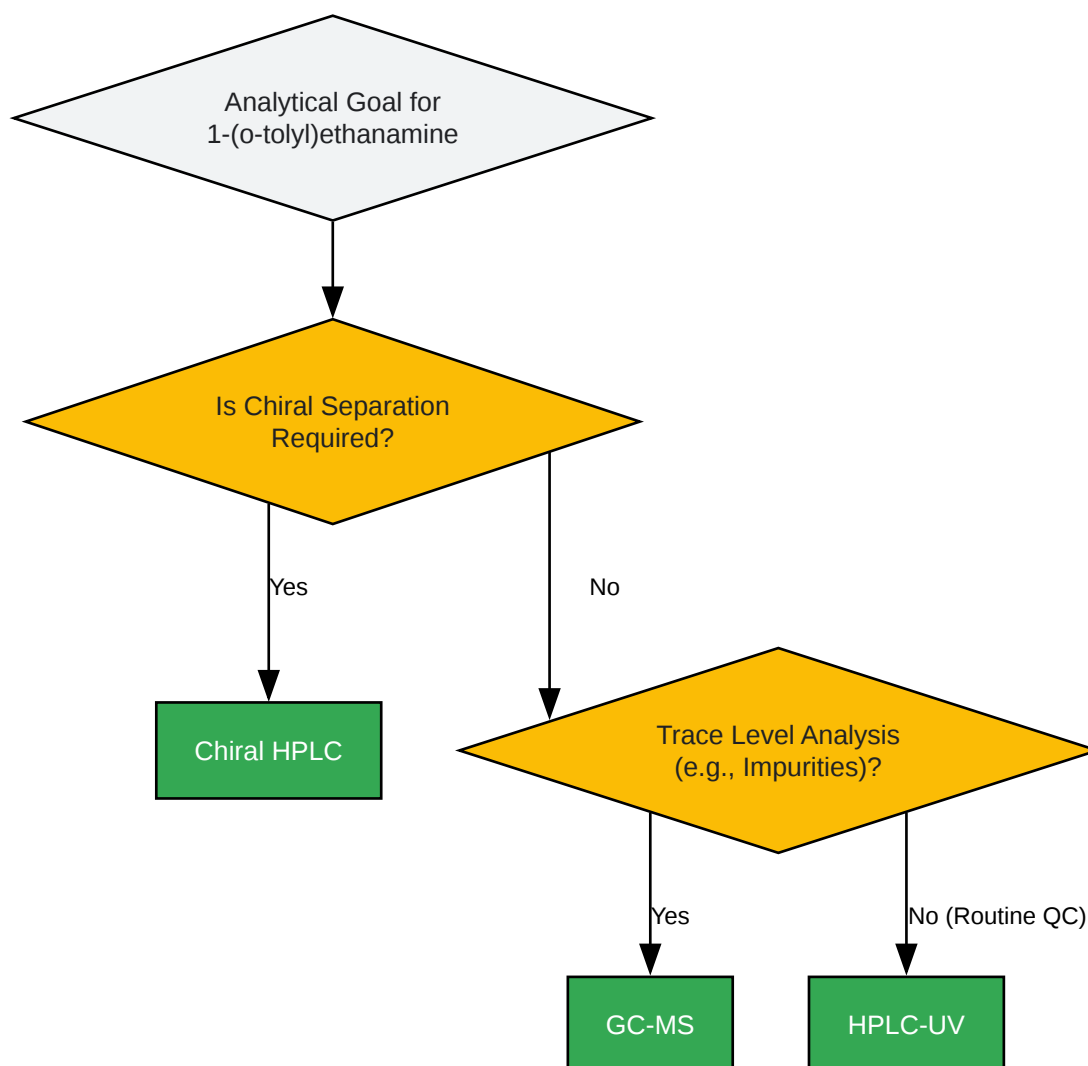 Analytical Goal for
1-(o-tolyl)ethanamine
Is Chiral Separation
Required?
Yes
No
Chiral HPLC
Trace Level Analysis
(e.g., Impurities)?
Yes
No (Routine QC)
GC-MS
HPLC-UV